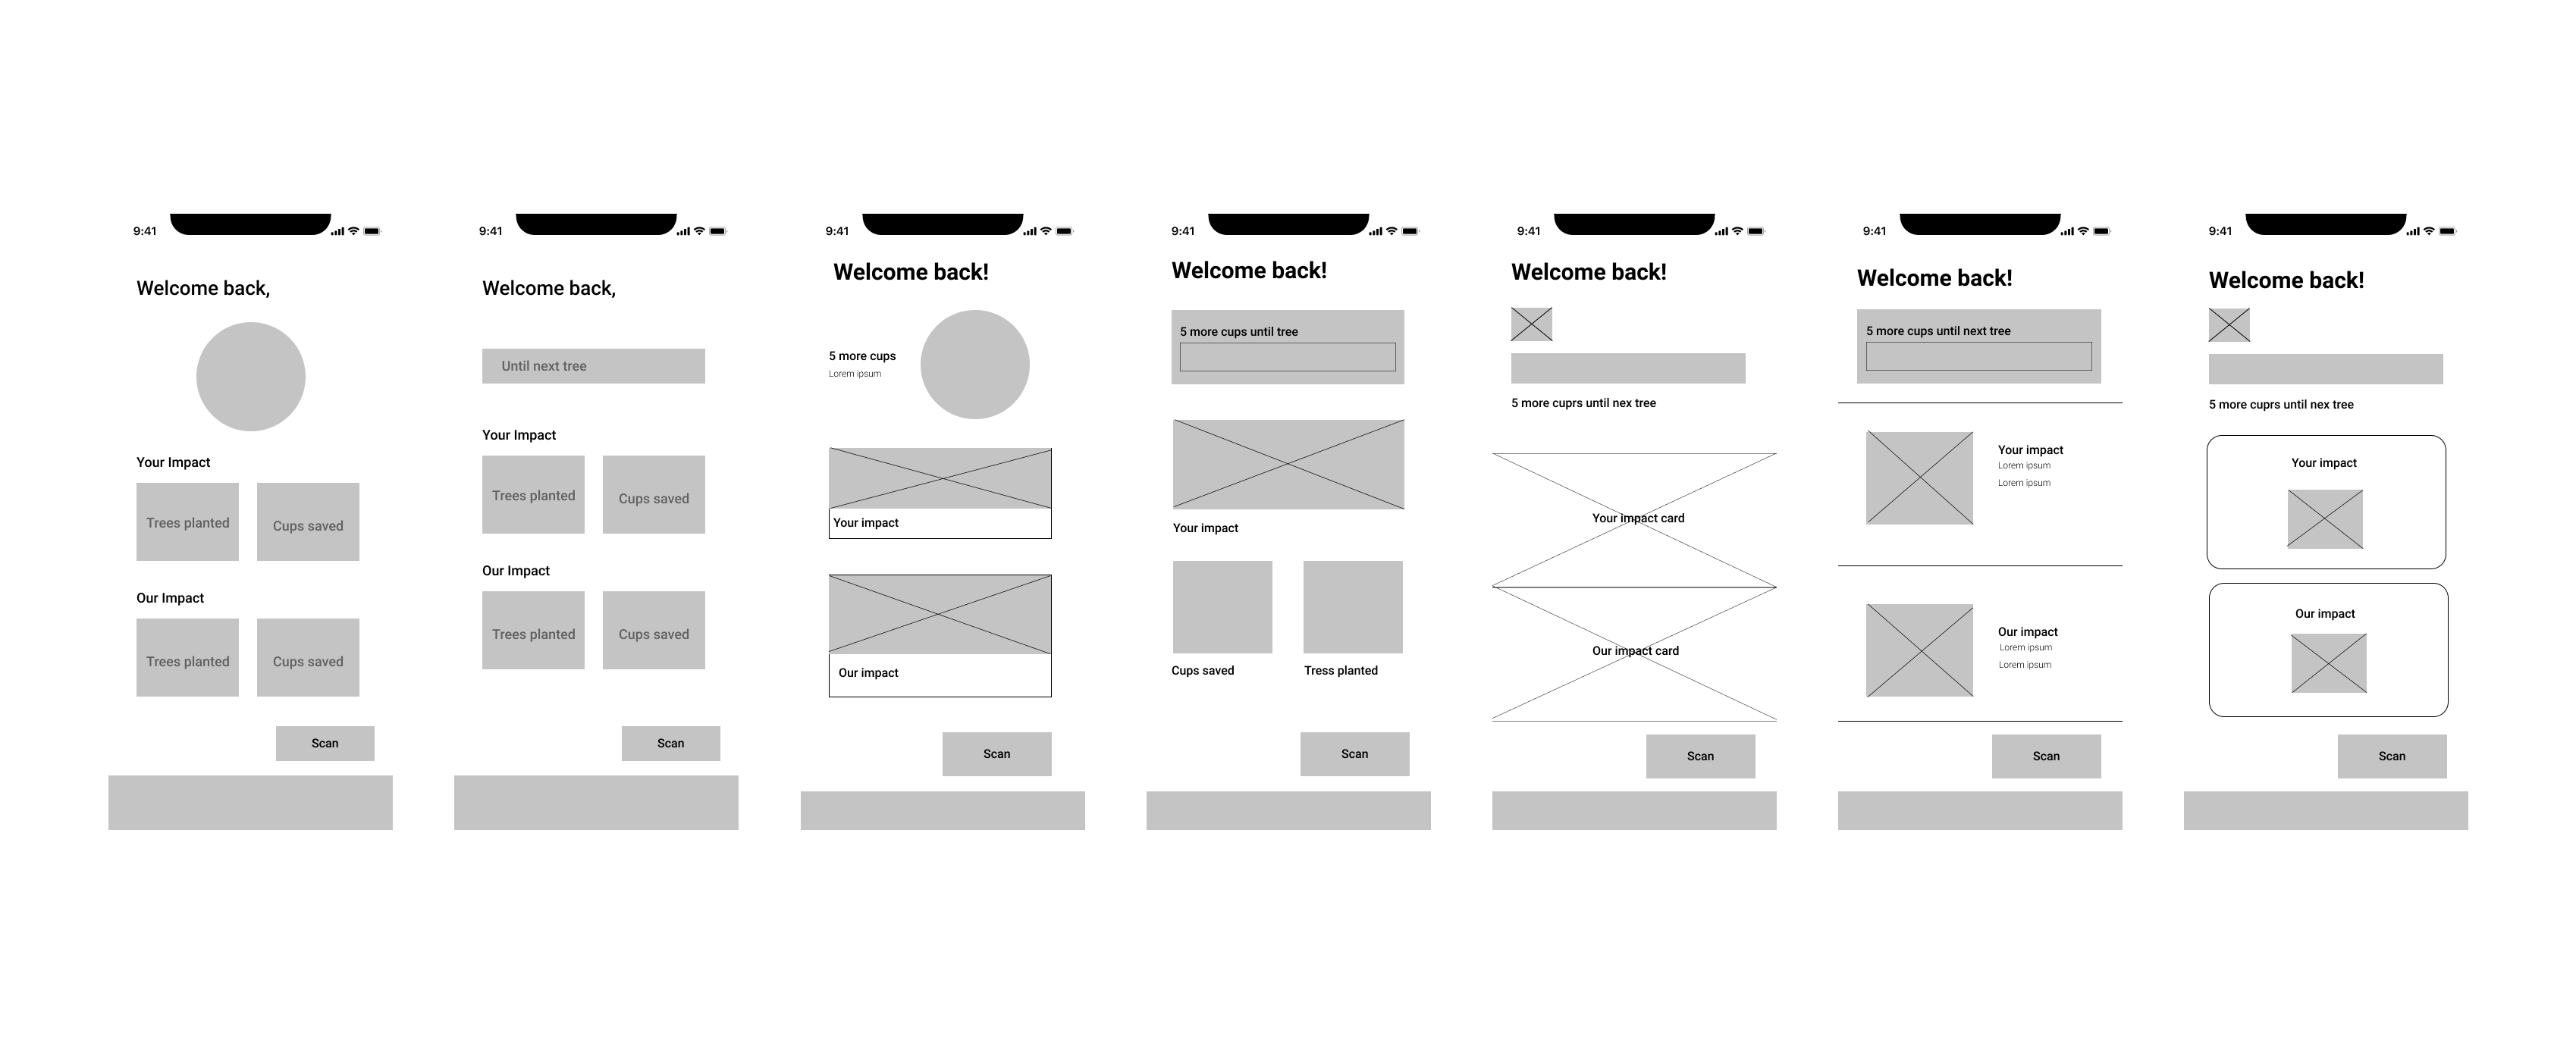 9:41
Welcome back,
Your Impact
Trees planted
Cups saved
Our Impact
Trees planted
Cups saved
Scan
9:41
Welcome back,
Until next tree
Your Impact
Trees planted
Cups saved
Our Impact
Trees planted
Cups saved
Scan
9:41
Welcome back!
5 more cups
Lorem ipsum
Your impact
Our impact
Scan
9:41
Welcome back!
5 more cups until tree
Your impact
Cups saved
Tress planted
Scan
9:41
Welcome back!
5 more cuprs until nex tree
Your impact card
Our impact card
Scan
9:41
Welcome back!
5 more cups until next tree
Your impact
Lorem ipsum
Lorem ipsum
Our impact
Lorem ipsum
Lorem ipsum
Scan
9:41
Welcome back!
5 more cuprs until nex tree
Your impact
Our impact
Scan